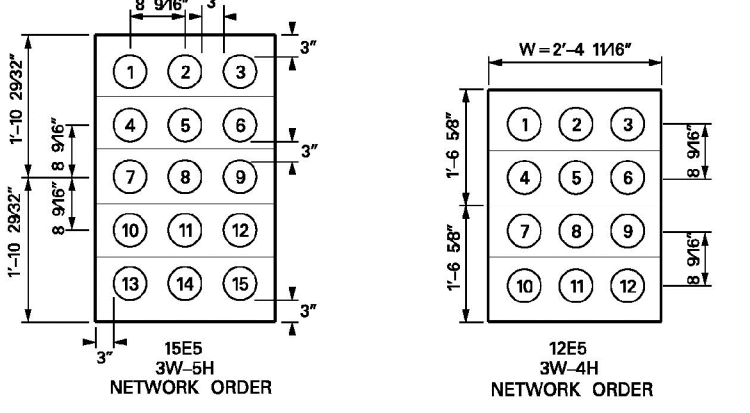 8 9/16" 3"
3"
1 2 3
1'–10 29/32"
4 5 6
8 9/16"
3"
7 8 9
8 9/16"
10 11 12
1'–10 29/32"
13 14 15
3"
3"
15E5
3W–5H
NETWORK ORDER
W = 2'–4 11/16"
1 2 3
1'–6 5/8"
8 9/16"
4 5 6
7 8 9
1'–6 5/8"
8 9/16"
10 11 12
12E5
3W–4H
NETWORK ORDER